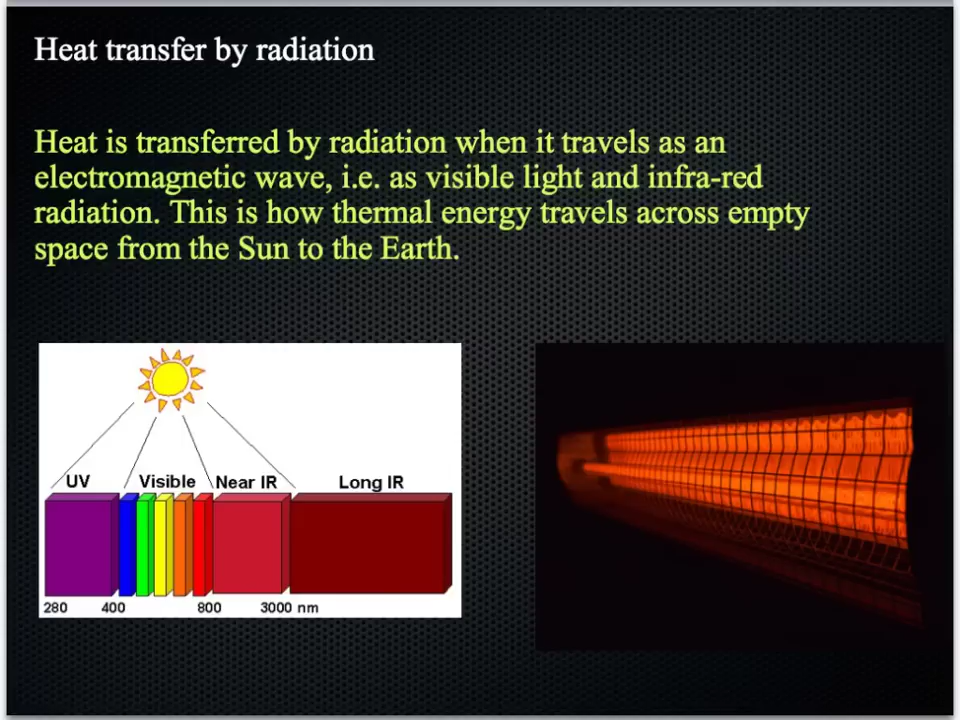 Heat transfer by radiation
Heat is transferred by radiation when it travels as an
electromagnetic wave, i.e. as visible light and infra-red
radiation. This is how thermal energy travels across empty
space from the Sun to the Earth.
UV Visible Near IR Long IR
280 400 800 3000 nm